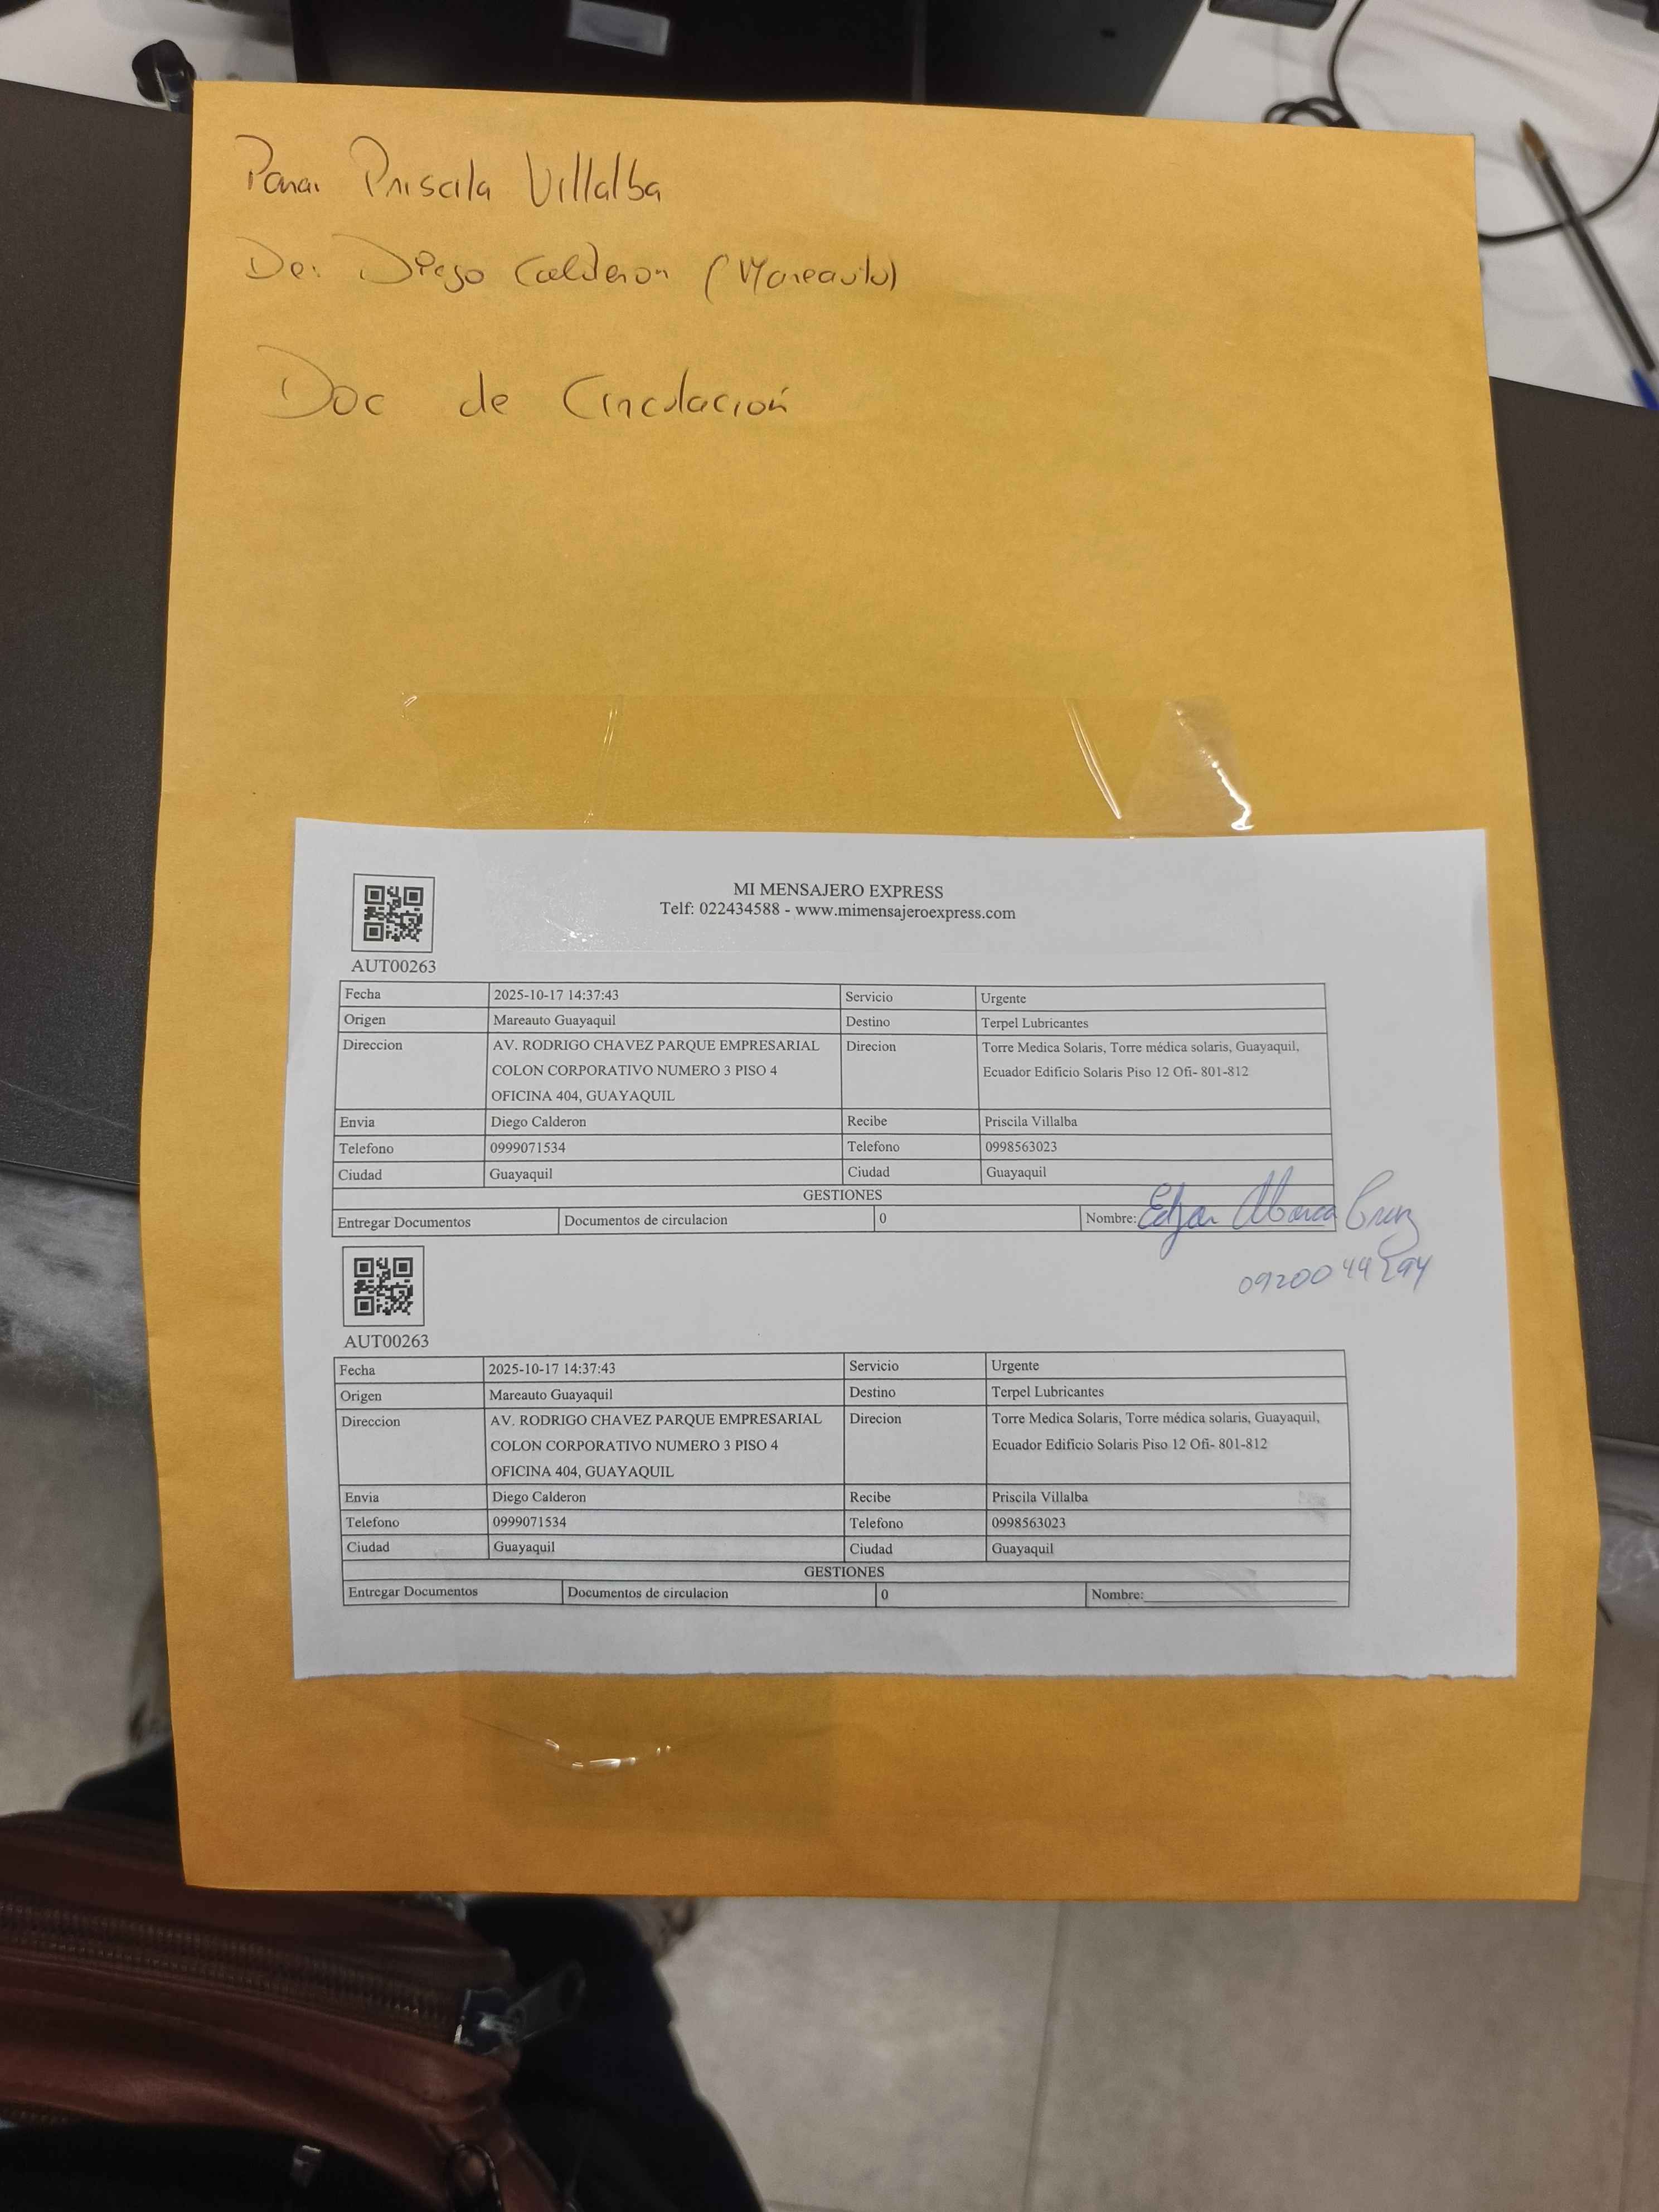 Para: Priscila Villalba
De: Diego Calderon (Mareauto)
Doc de Circulación
MI MENSAJERO EXPRESS
Telf: 022434588 - www.mimensajeroexpress.com
AUT00263
Fecha 2025-10-17 14:37:43 Servicio Urgente
Origen Mareauto Guayaquil Destino Terpel Lubricantes
Direccion AV. RODRIGO CHAVEZ PARQUE EMPRESARIAL Direcion Torre Medica Solaris, Torre médica solaris, Guayaquil,
COLON CORPORATIVO NUMERO 3 PISO 4 Ecuador Edificio Solaris Piso 12 Ofi- 801-812
OFICINA 404, GUAYAQUIL
Envia Diego Calderon Recibe Priscila Villalba
Telefono 0999071534 Telefono 0998563023
Ciudad Guayaquil Ciudad Guayaquil
GESTIONES
Entregar Documentos Documentos de circulacion 0 Nombre: Edgar Cruz
AUT00263
Fecha 2025-10-17 14:37:43 Servicio Urgente
Origen Mareauto Guayaquil Destino Terpel Lubricantes
Direccion AV. RODRIGO CHAVEZ PARQUE EMPRESARIAL Direcion Torre Medica Solaris, Torre médica solaris, Guayaquil,
COLON CORPORATIVO NUMERO 3 PISO 4 Ecuador Edificio Solaris Piso 12 Ofi- 801-812
OFICINA 404, GUAYAQUIL
Envia Diego Calderon Recibe Priscila Villalba
Telefono 0999071534 Telefono 0998563023
Ciudad Guayaquil Ciudad Guayaquil
GESTIONES
Entregar Documentos Documentos de circulacion 0 Nombre: